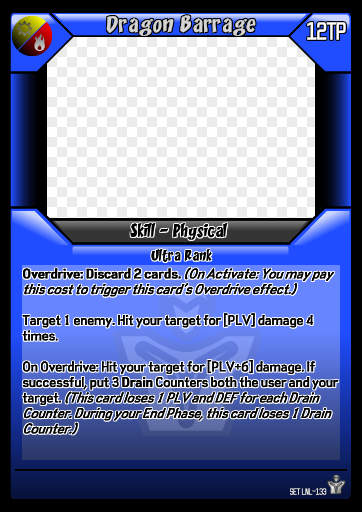 Dragon Barrage
12TP
Skill - Physical
Ultra Rank
Overdrive: Discard 2 cards. (On Activate: You may pay
this cost to trigger this card's Overdrive effect.)
Target 1 enemy. Hit your target for [PLV] damage 4
times.
On Overdrive: Hit your target for [PLV+6] damage. If
successful, put 3 Drain Counters both the user and your
target. (This card loses 1 PLV and DEF for each Drain
Counter. During your End Phase, this card loses 1 Drain
Counter.)
SET LNL-133